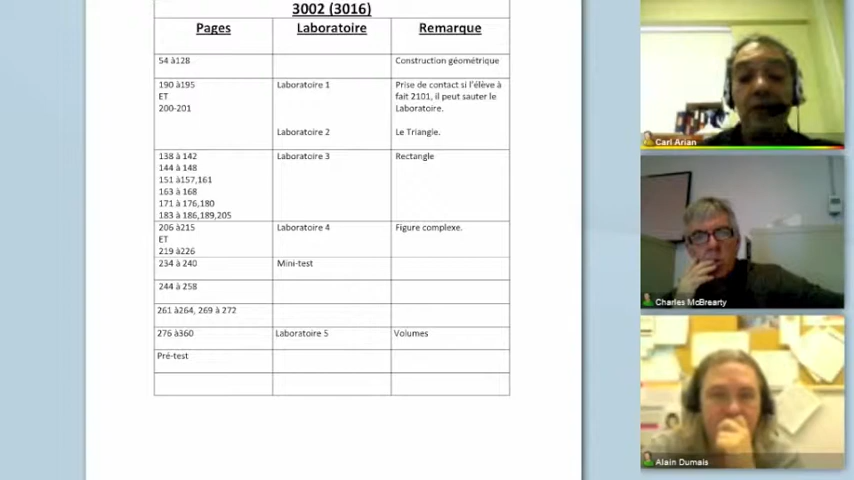 3002 (3016)
Pages Laboratoire Remarque
54 à128 Construction géométrique
190 à195 Laboratoire 1 Prise de contact si l'élève à
ET fait 2101, il peut sauter le
200-201 Laboratoire.
Laboratoire 2 Le Triangle.
138 à 142 Laboratoire 3 Rectangle
144 à 148
151 à157,161
163 à 168
171 à 176,180
183 à 186,189,205
206 à215 Laboratoire 4 Figure complexe.
ET
219 à226
234 à 240 Mini-test
244 à 258
261 à264, 269 à 272
276 à360 Laboratoire 5 Volumes
Pré-test
Carl Arian
Charles McBrearty
Alain Dumais